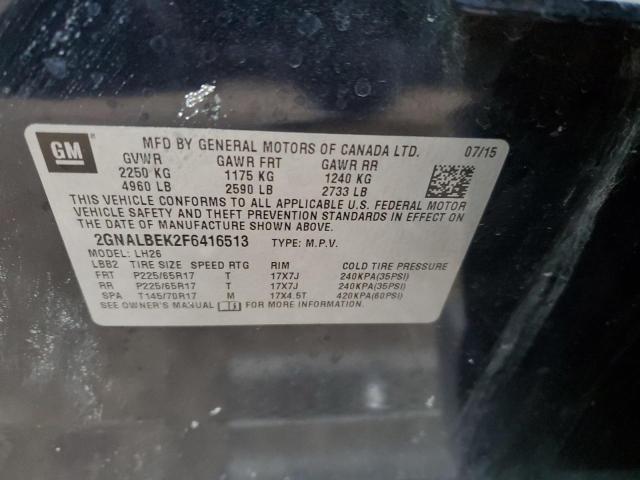 GM
MFD BY GENERAL MOTORS OF CANADA LTD. 07/15
GVWR GAWR FRT GAWR RR
2250 KG 1175 KG 1240 KG
4960 LB 2590 LB 2733 LB
THIS VEHICLE CONFORMS TO ALL APPLICABLE U.S. FEDERAL MOTOR
VEHICLE SAFETY AND THEFT PREVENTION STANDARDS IN EFFECT ON
THE DATE OF MANUFACTURE SHOWN ABOVE.
2GNALBEK2F6416513 TYPE: M.P.V.
MODEL: LH26
LBB2 TIRE SIZE SPEED RTG RIM COLD TIRE PRESSURE
FRT P225/65R17 T 17X7J 240KPA(35PSI)
RR P225/65R17 T 17X7J 240KPA(35PSI)
SPA T145/70R17 M 17X4.5T 420KPA(60PSI)
SEE OWNER'S MANUAL FOR MORE INFORMATION.